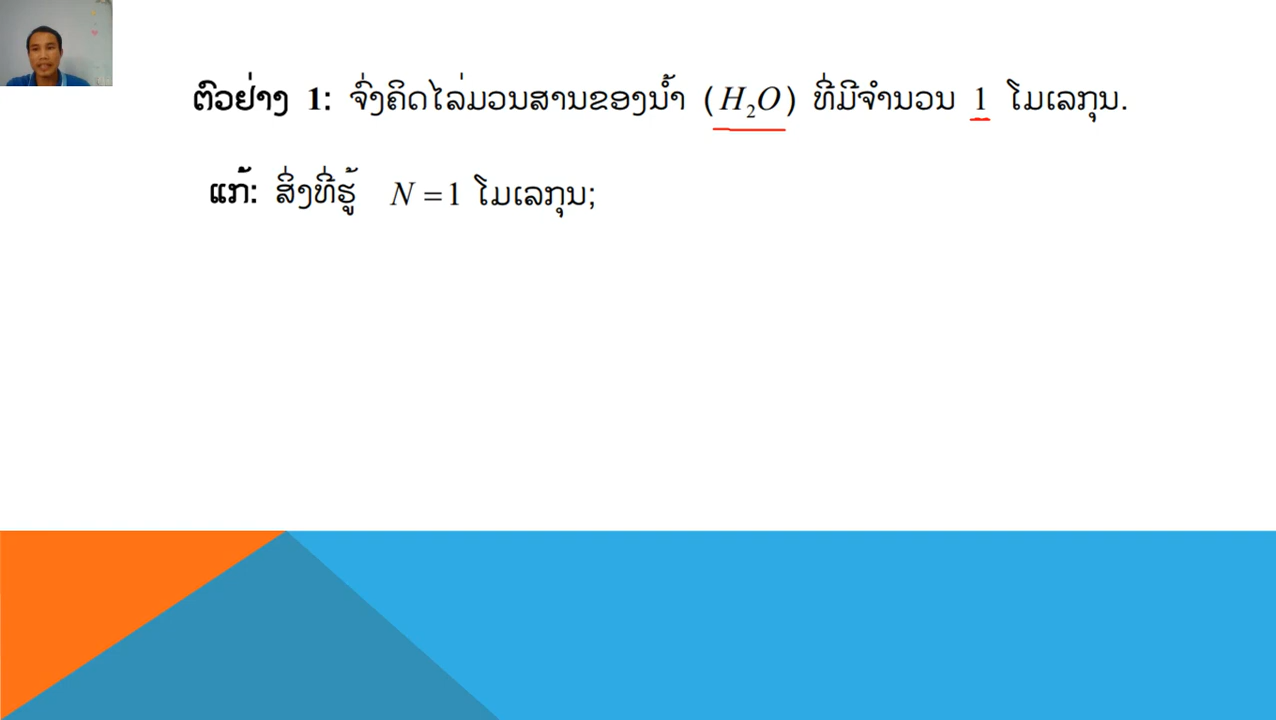 ຕົວຢ່າງ 1: ຈົ່ງຄິດໄລ່ມວນສານຂອງນ້ຳ (H₂O) ທີ່ມີຈຳນວນ 1 ໂມເລກຸນ.
ແກ້: ສິ່ງທີ່ຮູ້ N = 1 ໂມເລກຸນ;